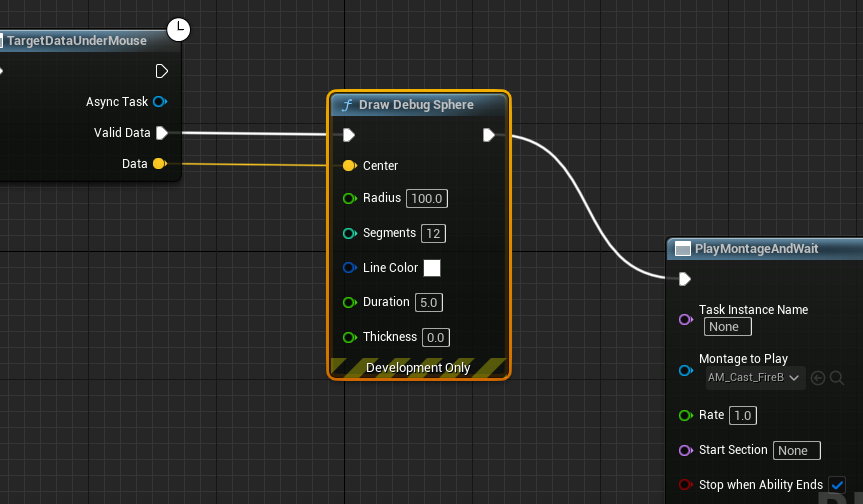 TargetDataUnderMouse
Async Task
Valid Data
Data
Draw Debug Sphere
Center
Radius 100.0
Segments 12
Line Color
Duration 5.0
Thickness 0.0
Development Only
PlayMontageAndWait
Task Instance Name
None
Montage to Play
AM_Cast_FireB
Rate 1.0
Start Section None
Stop when Ability Ends